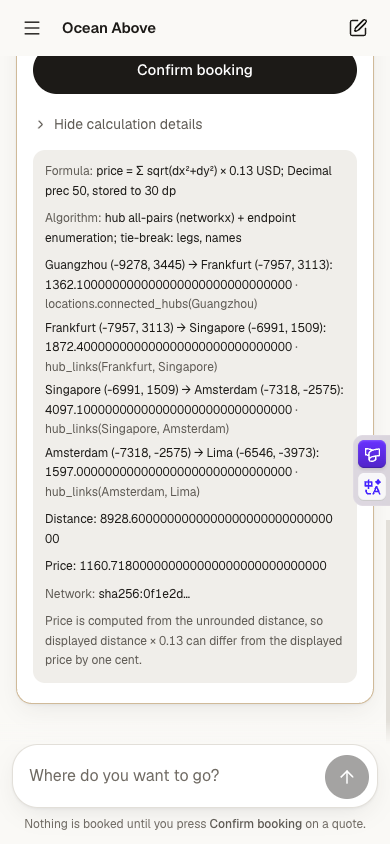 Ocean Above
Confirm booking
Hide calculation details
Formula: price = Σ sqrt(dx²+dy²) × 0.13 USD; Decimal
prec 50, stored to 30 dp
Algorithm: hub all-pairs (networkx) + endpoint
enumeration; tie-break: legs, names
Guangzhou (-9278, 3445) → Frankfurt (-7957, 3113):
1362.100000000000000000000000000000 ·
locations.connected_hubs(Guangzhou)
Frankfurt (-7957, 3113) → Singapore (-6991, 1509):
1872.400000000000000000000000000000 ·
hub_links(Frankfurt, Singapore)
Singapore (-6991, 1509) → Amsterdam (-7318, -2575):
4097.100000000000000000000000000000 ·
hub_links(Singapore, Amsterdam)
Amsterdam (-7318, -2575) → Lima (-6546, -3973):
1597.000000000000000000000000000000 ·
hub_links(Amsterdam, Lima)
Distance: 8928.6000000000000000000000000000
00
Price: 1160.718000000000000000000000000000
Network: sha256:0f1e2d…
Price is computed from the unrounded distance, so
displayed distance × 0.13 can differ from the displayed
price by one cent.
Where do you want to go?
Nothing is booked until you press Confirm booking on a quote.